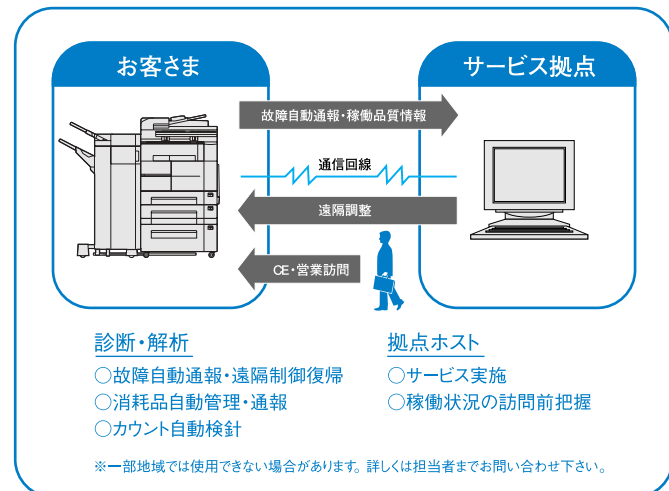 お客さま
サービス拠点
故障自動通報・稼働品質情報
通信回線
遠隔調整
CE・営業訪問
診断・解析
○故障自動通報・遠隔制御復帰
○消耗品自動管理・通報
○カウント自動検針
拠点ホスト
○サービス実施
○稼働状況の訪問前把握
※一部地域では使用できない場合があります。詳しくは担当者までお問い合わせ下さい。